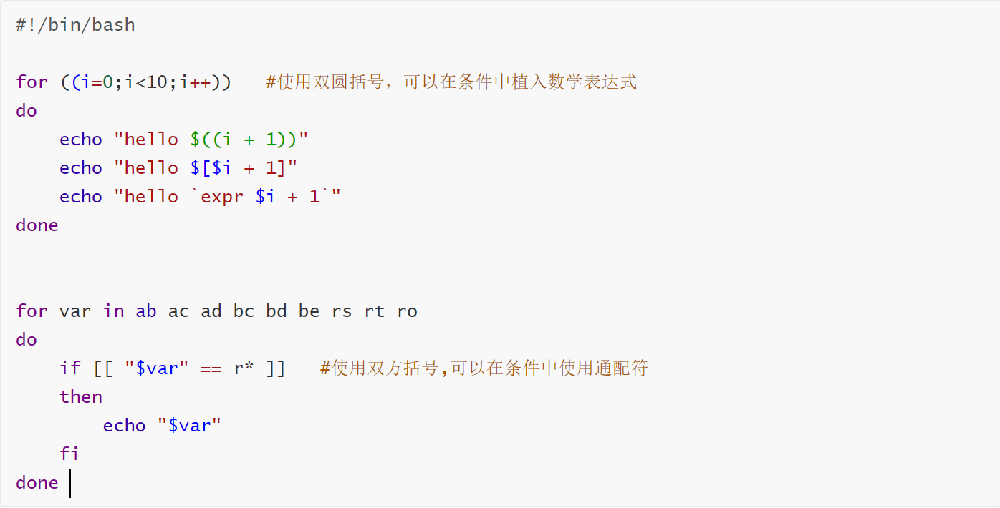 #!/bin/bash
for ((i=0;i<10;i++))   #使用双圆括号，可以在条件中植入数学表达式
do
    echo "hello $((i + 1))"
    echo "hello $[$i + 1]"
    echo "hello `expr $i + 1`"
done
for var in ab ac ad bc bd be rs rt ro
do
    if [[ "$var" == r* ]]   #使用双方括号,可以在条件中使用通配符
    then
        echo "$var"
    fi
done